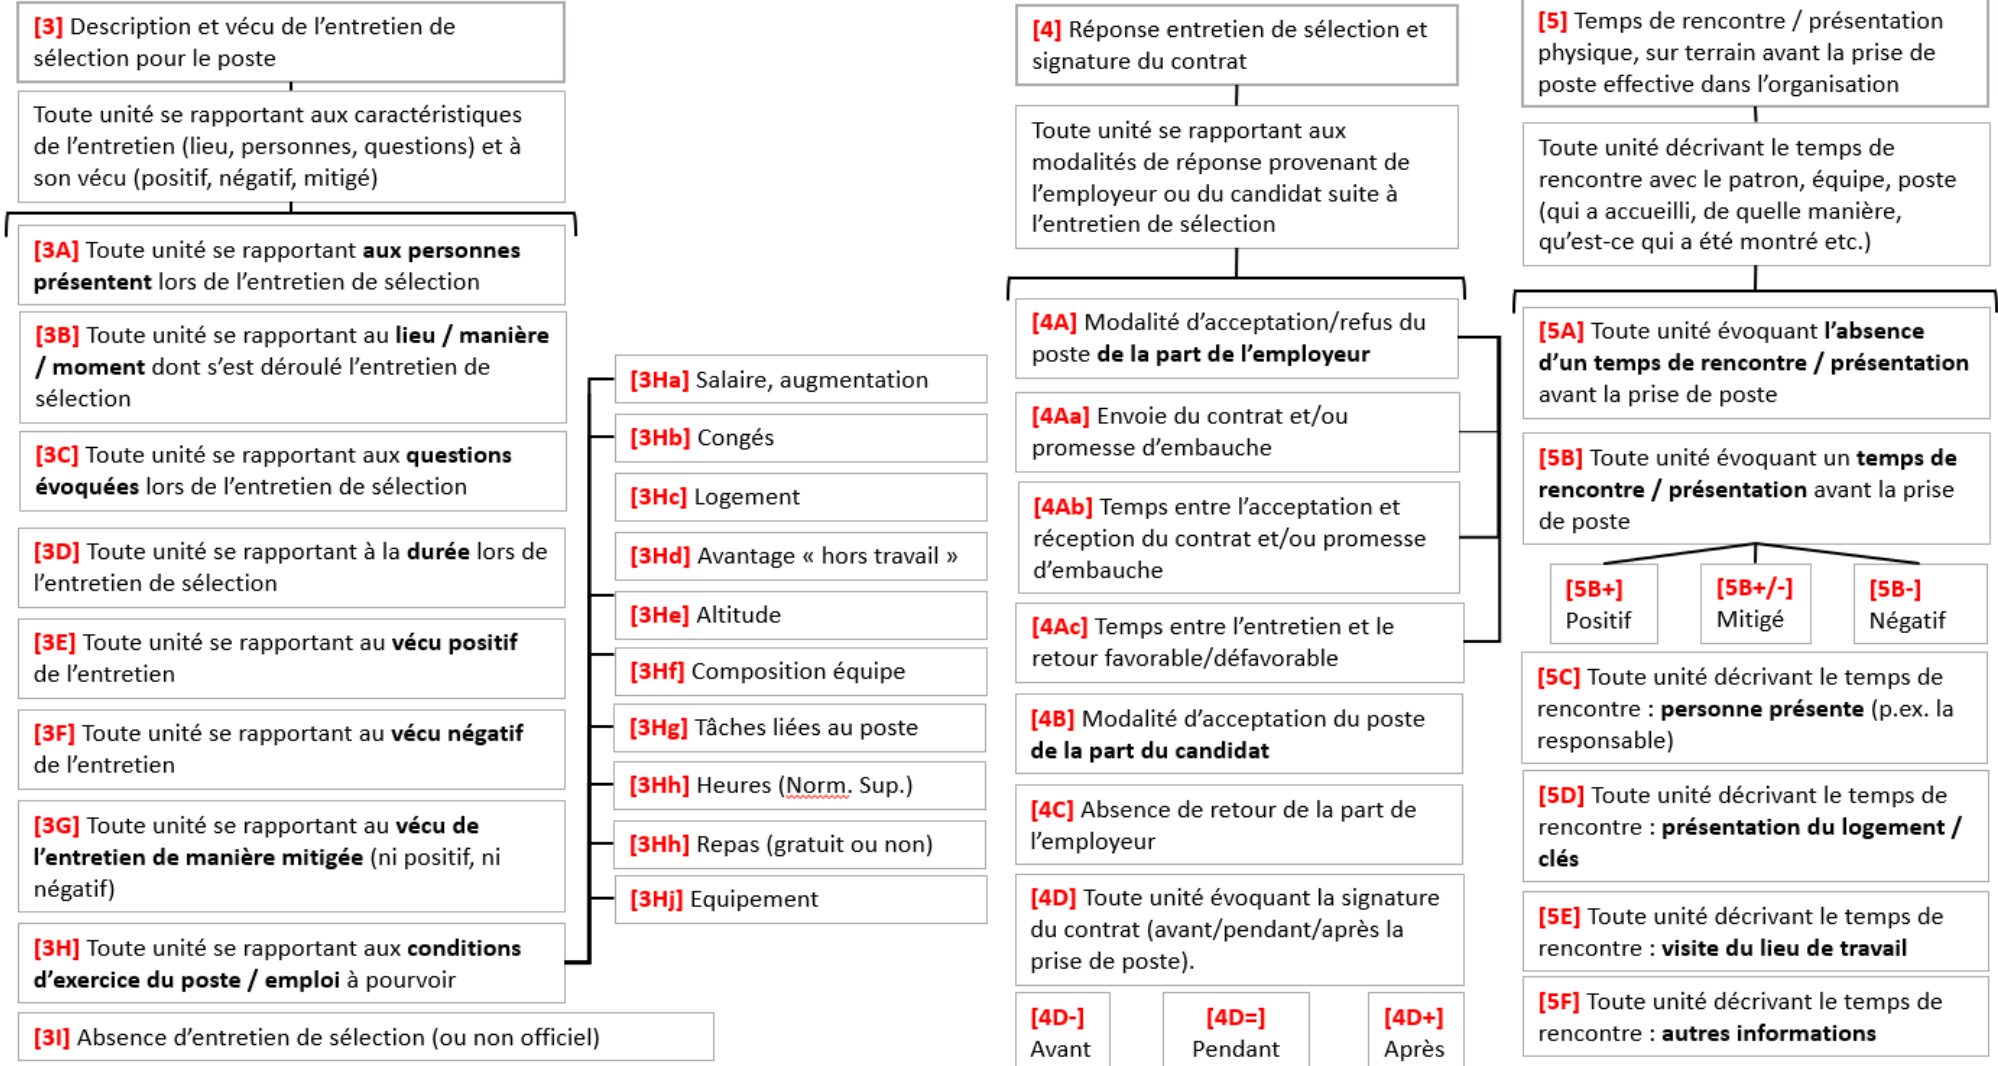 [3] Description et vécu de l’entretien de
sélection pour le poste
Toute unité se rapportant aux caractéristiques
de l’entretien (lieu, personnes, questions) et à
son vécu (positif, négatif, mitigé)
[3A] Toute unité se rapportant aux personnes
présentent lors de l’entretien de sélection
[3B] Toute unité se rapportant au lieu / manière
/ moment dont s’est déroulé l’entretien de
sélection
[3C] Toute unité se rapportant aux questions
évoquées lors de l’entretien de sélection
[3D] Toute unité se rapportant à la durée lors de
l’entretien de sélection
[3E] Toute unité se rapportant au vécu positif
de l’entretien
[3F] Toute unité se rapportant au vécu négatif
de l’entretien
[3G] Toute unité se rapportant au vécu de
l’entretien de manière mitigée (ni positif, ni
négatif)
[3H] Toute unité se rapportant aux conditions
d’exercice du poste / emploi à pourvoir
[3I] Absence d’entretien de sélection (ou non officiel)
[3Ha] Salaire, augmentation
[3Hb] Congés
[3Hc] Logement
[3Hd] Avantage « hors travail »
[3He] Altitude
[3Hf] Composition équipe
[3Hg] Tâches liées au poste
[3Hh] Heures (Norm. Sup.)
[3Hh] Repas (gratuit ou non)
[3Hj] Equipement
[4] Réponse entretien de sélection et
signature du contrat
Toute unité se rapportant aux
modalités de réponse provenant de
l’employeur ou du candidat suite à
l’entretien de sélection
[4A] Modalité d’acceptation/refus du
poste de la part de l’employeur
[4Aa] Envoie du contrat et/ou
promesse d’embauche
[4Ab] Temps entre l’acceptation et
réception du contrat et/ou promesse
d’embauche
[4Ac] Temps entre l’entretien et le
retour favorable/défavorable
[4B] Modalité d’acceptation du poste
de la part du candidat
[4C] Absence de retour de la part de
l’employeur
[4D] Toute unité évoquant la signature
du contrat (avant/pendant/après la
prise de poste).
[4D-]
Avant
[4D=]
Pendant
[4D+]
Après
[5] Temps de rencontre / présentation
physique, sur terrain avant la prise de
poste effective dans l’organisation
Toute unité décrivant le temps de
rencontre avec le patron, équipe, poste
(qui a accueilli, de quelle manière,
qu’est-ce qui a été montré etc.)
[5A] Toute unité évoquant l’absence
d’un temps de rencontre / présentation
avant la prise de poste
[5B] Toute unité évoquant un temps de
rencontre / présentation avant la prise
de poste
[5B+]
Positif
[5B+/-]
Mitigé
[5B-]
Négatif
[5C] Toute unité décrivant le temps de
rencontre : personne présente (p.ex. la
responsable)
[5D] Toute unité décrivant le temps de
rencontre : présentation du logement /
clés
[5E] Toute unité décrivant le temps de
rencontre : visite du lieu de travail
[5F] Toute unité décrivant le temps de
rencontre : autres informations